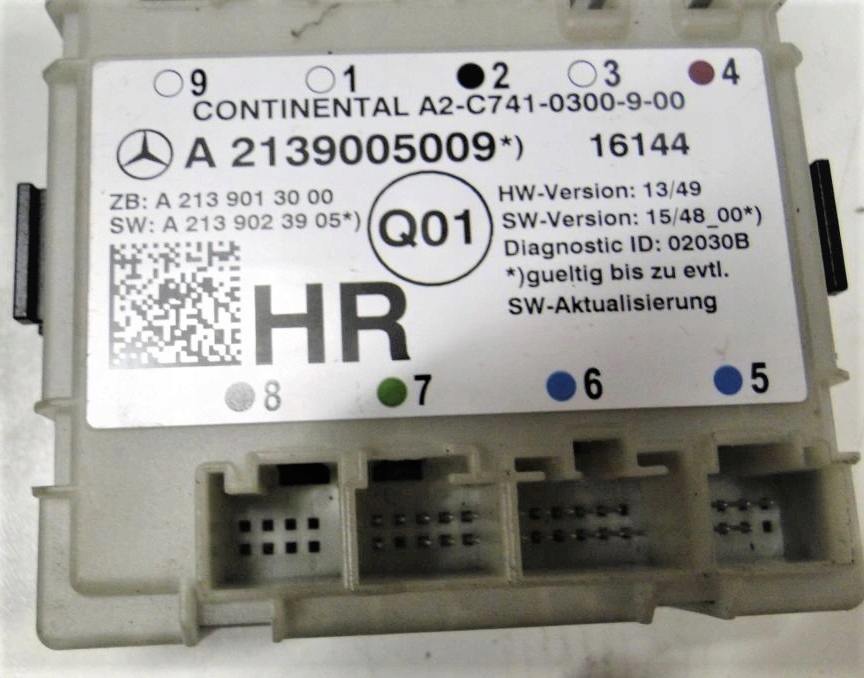 9 1 2 3 4
CONTINENTAL A2-C741-0300-9-00
A 2139005009*) 16144
ZB: A 213 901 30 00
SW: A 213 902 39 05*)
Q01
HW-Version: 13/49
SW-Version: 15/48_00*)
Diagnostic ID: 02030B
*)gueltig bis zu evtl.
SW-Aktualisierung
HR
8 7 6 5